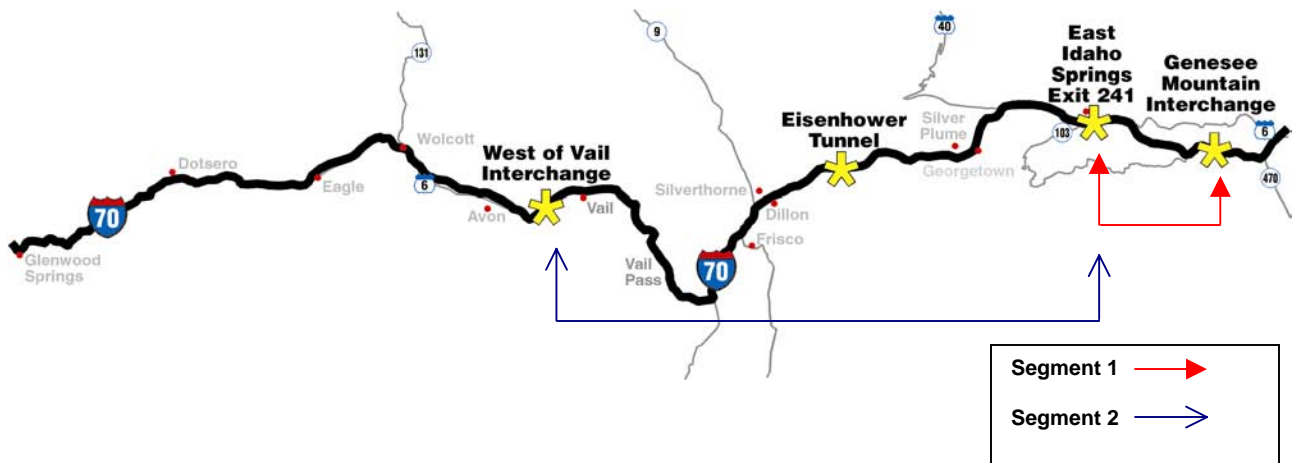 40
9
East
Idaho
Springs
Exit 241
Genesee
Mountain
Interchange
131
Eisenhower
Tunnel
Silver
Plume
103
6
Wolcott
West of Vail
Interchange
Dotsero
Georgetown
470
Eagle
6
Silverthorne
Avon
Vail
Dillon
70
Frisco
Glenwood
Springs
Vail
Pass
70
Segment 1
Segment 2